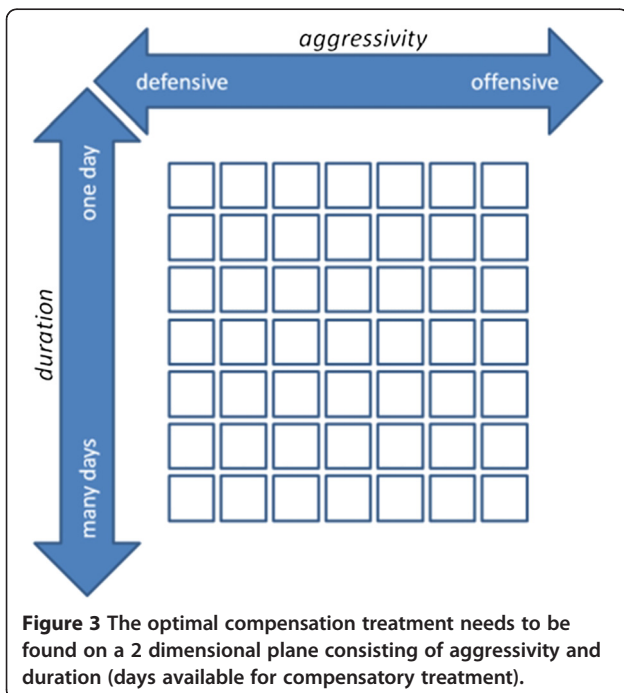 aggressivity
defensive offensive
one day
duration
many days
Figure 3 The optimal compensation treatment needs to be
found on a 2 dimensional plane consisting of aggressivity and
duration (days available for compensatory treatment).